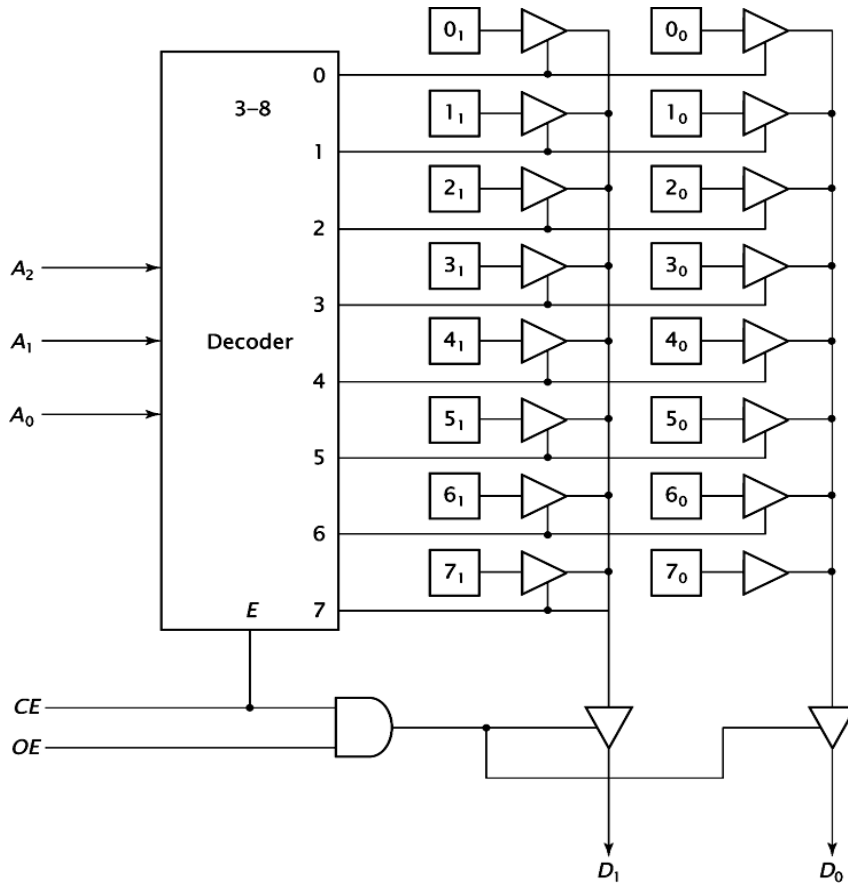 0₁ 0₀
0
3–8
1₁ 1₀
1
2₁ 2₀
2
A₂
3₁ 3₀
3
A₁ Decoder
4₁ 4₀
4
A₀
5₁ 5₀
5
6₁ 6₀
6
7₁ 7₀
E 7
CE
OE
D₁ D₀